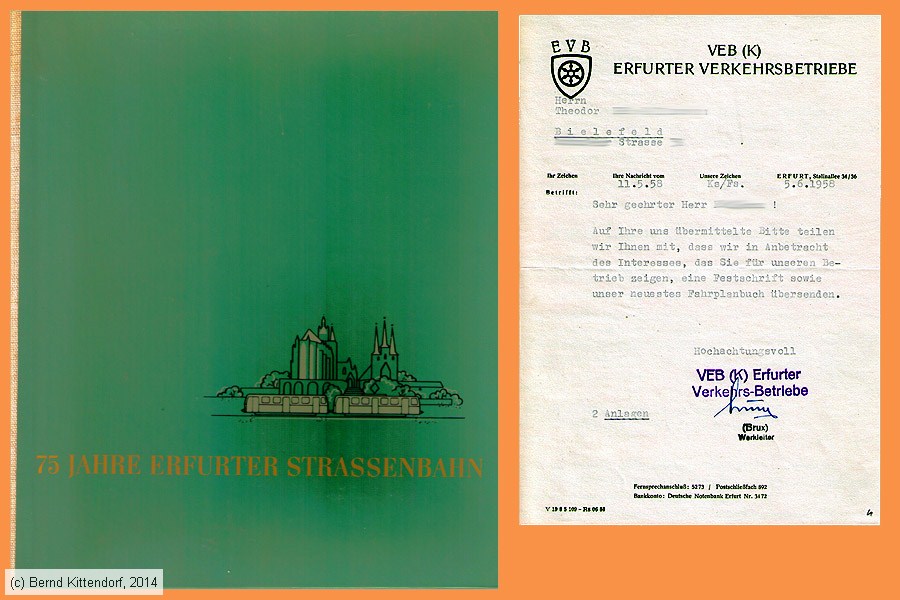 75 JAHRE ERFURTER STRASSENBAHN
(c) Bernd Kittendorf, 2014
EVB
VEB (K)
ERFURTER VERKEHRSBETRIEBE
Herrn
Theodor
Bielefeld
Strasse
Ihr Zeichen Ihre Nachricht vom Unsere Zeichen ERFURT, Stalinallee 34/36
11.5.58 Ks/Fs. 5.6.1958
Betrifft:
Sehr geehrter Herr !
Auf Ihre uns übermittelte Bitte teilen
wir Ihnen mit, dass wir in Anbetracht
des Interesses, das Sie für unseren Be-
trieb zeigen, eine Festschrift sowie
unser neuestes Fahrplanbuch übersenden.
Hochachtungsvoll
VEB (K) Erfurter
Verkehrs-Betriebe
(Brux)
Werkleiter
2 Anlagen
Fernsprechanschluß: 5273 / Postschließfach 692
Bankkonto: Deutsche Notenbank Erfurt Nr. 3472